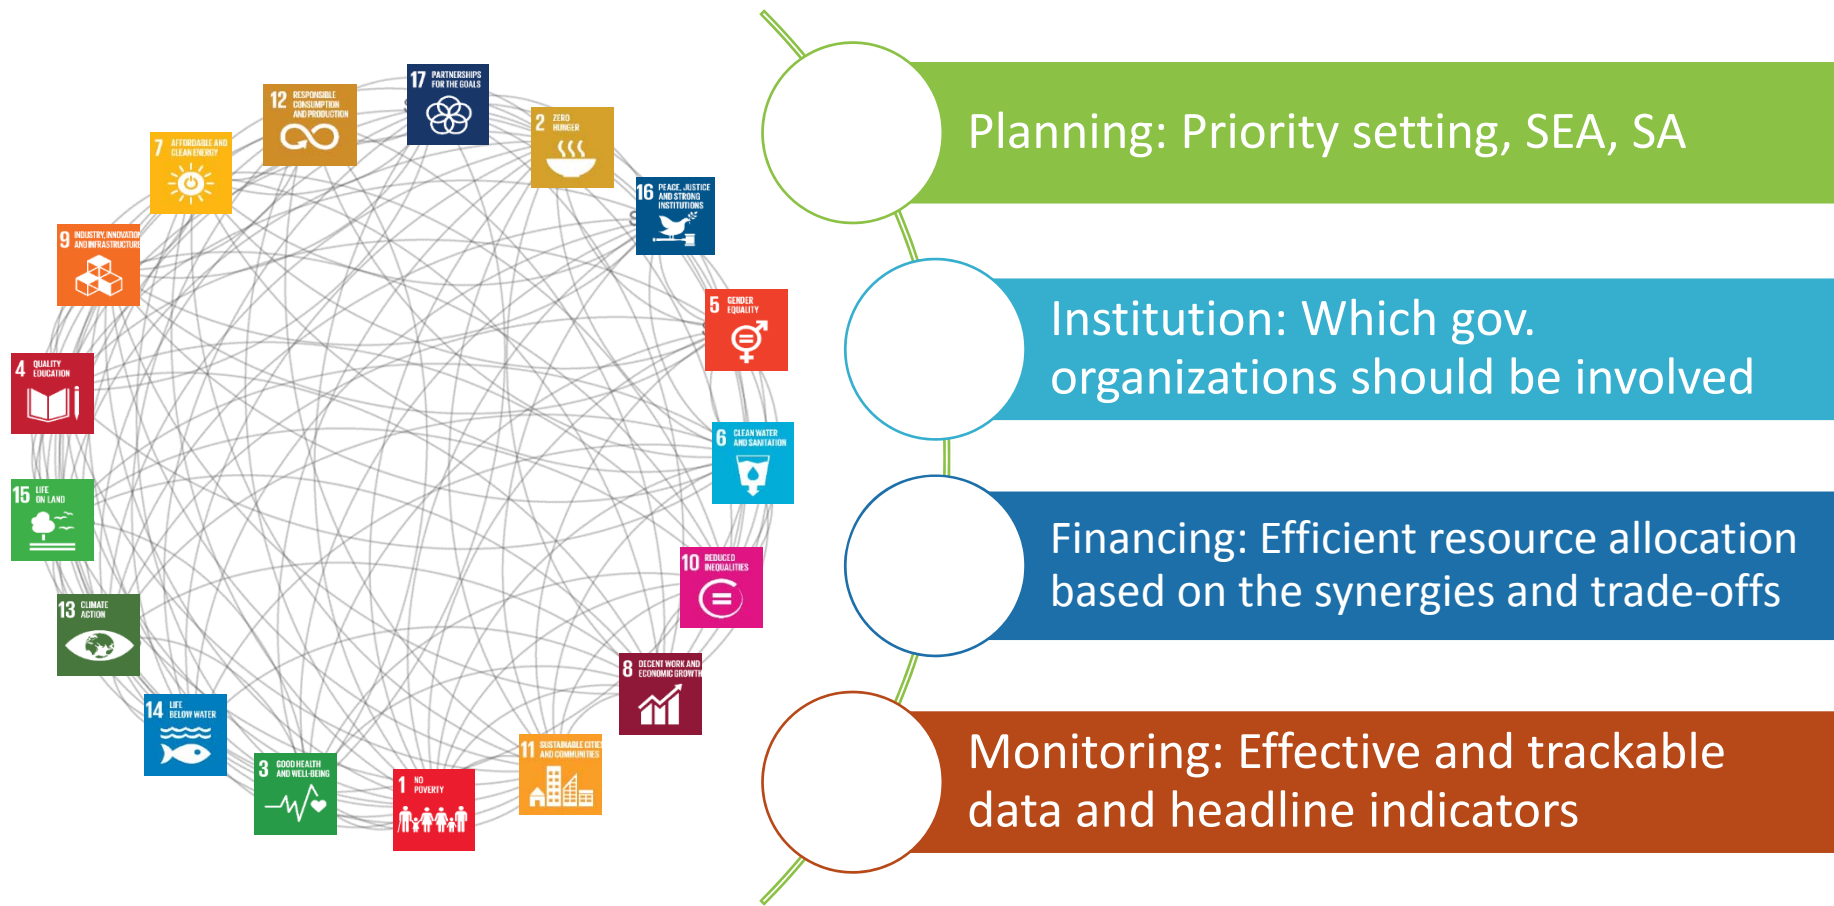 17 PARTNERSHIPS
FOR THE GOALS
2 ZERO
HUNGER
16 PEACE, JUSTICE
AND STRONG
INSTITUTIONS
5 GENDER
EQUALITY
6 CLEAN WATER
AND SANITATION
10 REDUCED
INEQUALITIES
8 DECENT WORK AND
ECONOMIC GROWTH
11 SUSTAINABLE CITIE
AND COMMUNITIES
1 NO
POVERTY
3 GOOD HEALTH
AND WELL-BEING
14 LIFE
BELOW WATER
13 CLIMATE
ACTION
15 LIFE
ON LAND
4 QUALITY
EDUCATION
9 INDUSTRY, INNOVATION
AND INFRASTRUCTURE
7 AFFORDABLE AND
CLEAN ENERGY
12 RESPONSIBLE
CONSUMPTION
AND PRODUCTION
Planning: Priority setting, SEA, SA
Institution: Which gov.
organizations should be involved
Financing: Efficient resource allocation
based on the synergies and trade-offs
Monitoring: Effective and trackable
data and headline indicators